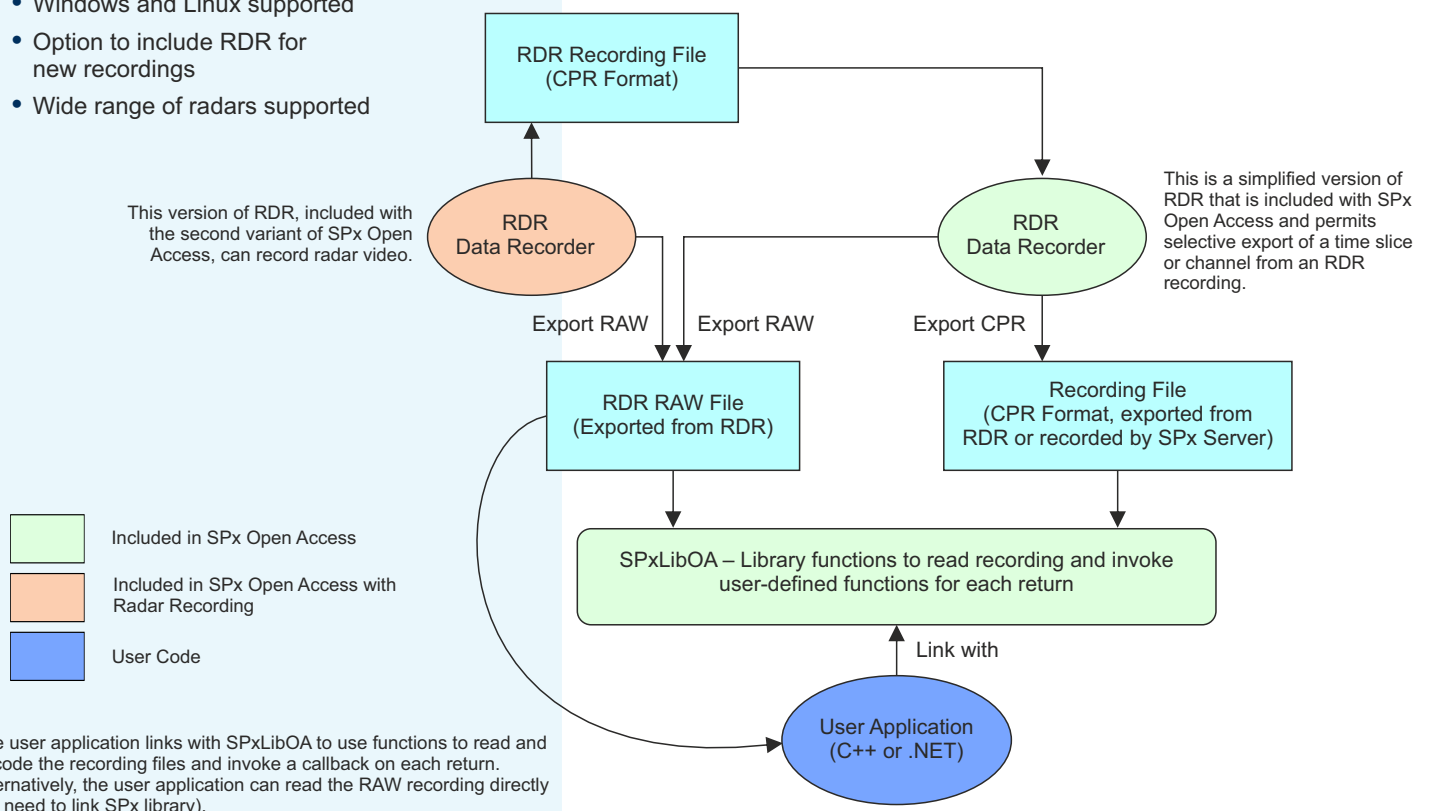 Windows and Linux supported
• Option to include RDR for
new recordings
• Wide range of radars supported
RDR Recording File
(CPR Format)
This version of RDR, included with
the second variant of SPx Open
Access, can record radar video.
RDR
Data Recorder
RDR
Data Recorder
This is a simplified version of
RDR that is included with SPx
Open Access and permits
selective export of a time slice
or channel from an RDR
recording.
Export RAW
Export RAW
Export CPR
RDR RAW File
(Exported from RDR)
Recording File
(CPR Format, exported from
RDR or recorded by SPx Server)
Included in SPx Open Access
Included in SPx Open Access with
Radar Recording
User Code
SPxLibOA – Library functions to read recording and invoke
user-defined functions for each return
Link with
User Application
(C++ or .NET)
user application links with SPxLibOA to use functions to read and
code the recording files and invoke a callback on each return.
ernatively, the user application can read the RAW recording directly
need to link SPx library).